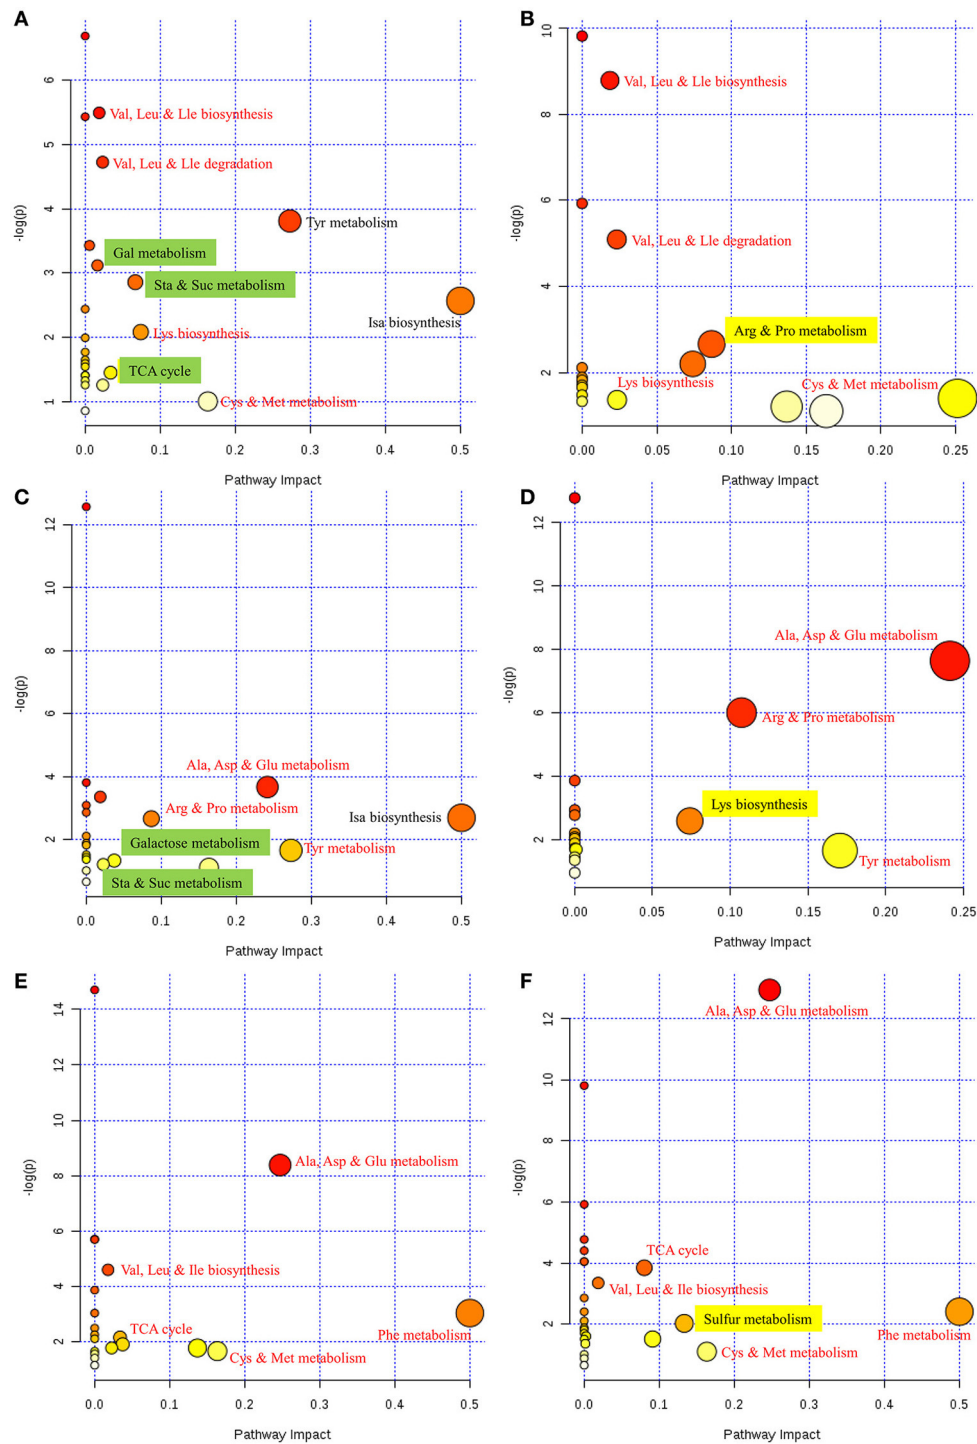 A
-log(p)
6
5
4
3
2
1
Val, Leu & Lle biosynthesis
Val, Leu & Lle degradation
Tyr metabolism
Gal metabolism
Sta & Suc metabolism
Isa biosynthesis
Lys biosynthesis
TCA cycle
Cys & Met metabolism
0.0 0.1 0.2 0.3 0.4 0.5
Pathway Impact
B
-log(p)
10
8
6
4
2
Val, Leu & Lle biosynthesis
Val, Leu & Lle degradation
Arg & Pro metabolism
Lys biosynthesis
Cys & Met metabolism
0.00 0.05 0.10 0.15 0.20 0.25
Pathway Impact
C
-log(p)
12
10
8
6
4
2
Ala, Asp & Glu metabolism
Arg & Pro metabolism
Isa biosynthesis
Galactose metabolism
Tyr metabolism
Sta & Suc metabolism
0.0 0.1 0.2 0.3 0.4 0.5
Pathway Impact
D
-log(p)
12
10
8
6
4
2
Ala, Asp & Glu metabolism
Arg & Pro metabolism
Lys biosynthesis
Tyr metabolism
0.00 0.05 0.10 0.15 0.20 0.25
Pathway Impact
E
-log(p)
14
12
10
8
6
4
2
Ala, Asp & Glu metabolism
Val, Leu & Ile biosynthesis
TCA cycle
Phe metabolism
Cys & Met metabolism
0.0 0.1 0.2 0.3 0.4 0.5
Pathway Impact
F
-log(p)
12
10
8
6
4
2
Ala, Asp & Glu metabolism
TCA cycle
Val, Leu & Ile biosynthesis
Sulfur metabolism
Phe metabolism
Cys & Met metabolism
0.0 0.1 0.2 0.3 0.4 0.5
Pathway Impact